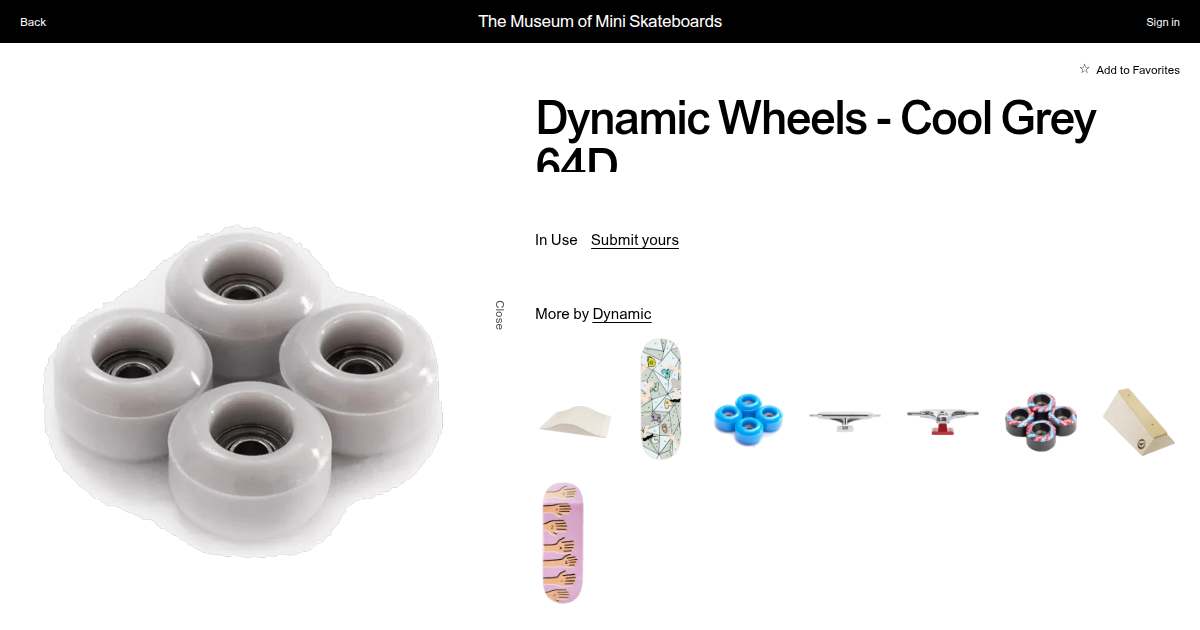 Back
The Museum of Mini Skateboards
Sign in
☆ Add to Favorites
Dynamic Wheels - Cool Grey
64D
In Use Submit yours
Close
More by Dynamic